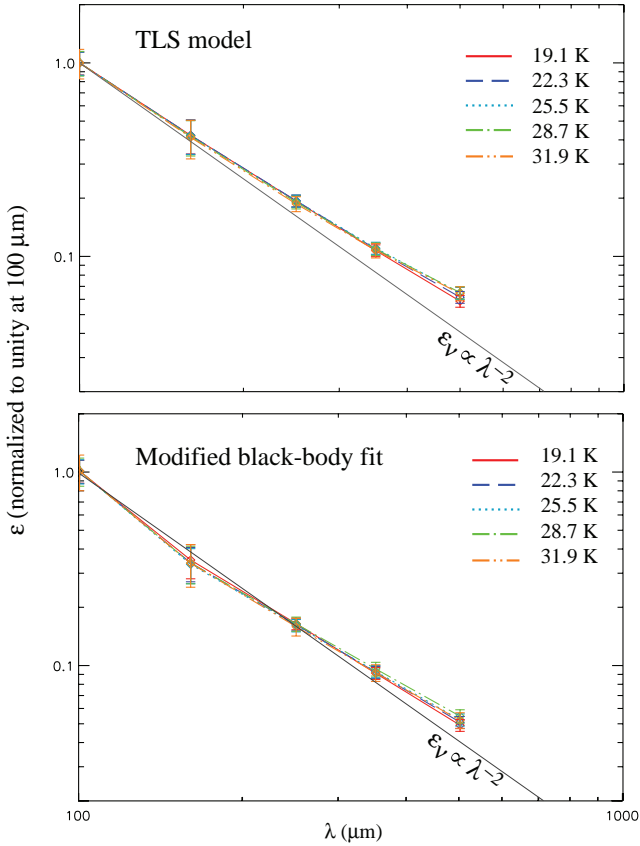 TLS model
1.0
0.1
19.1 K
22.3 K
25.5 K
28.7 K
31.9 K
εν ∝ λ−2
ε (normalized to unity at 100 μm)
Modified black-body fit
1.0
0.1
19.1 K
22.3 K
25.5 K
28.7 K
31.9 K
εν ∝ λ−2
100
1000
λ (μm)